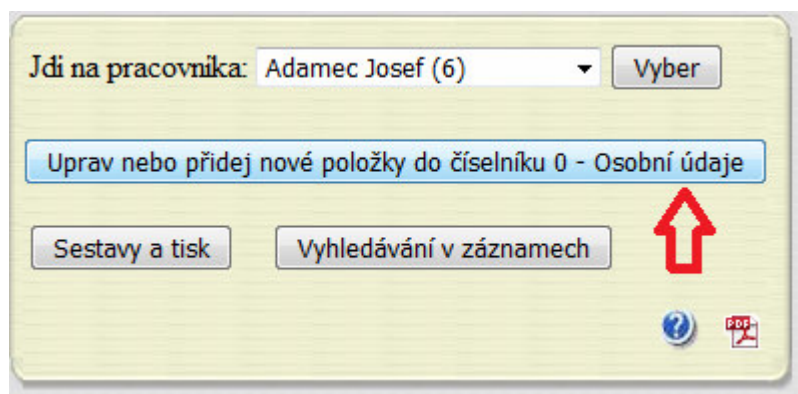 Jdi na pracovníka: Adamec Josef (6) Vyber
Uprav nebo přidej nové položky do číselníku 0 - Osobní údaje
Sestavy a tisk Vyhledávání v záznamech
PDF